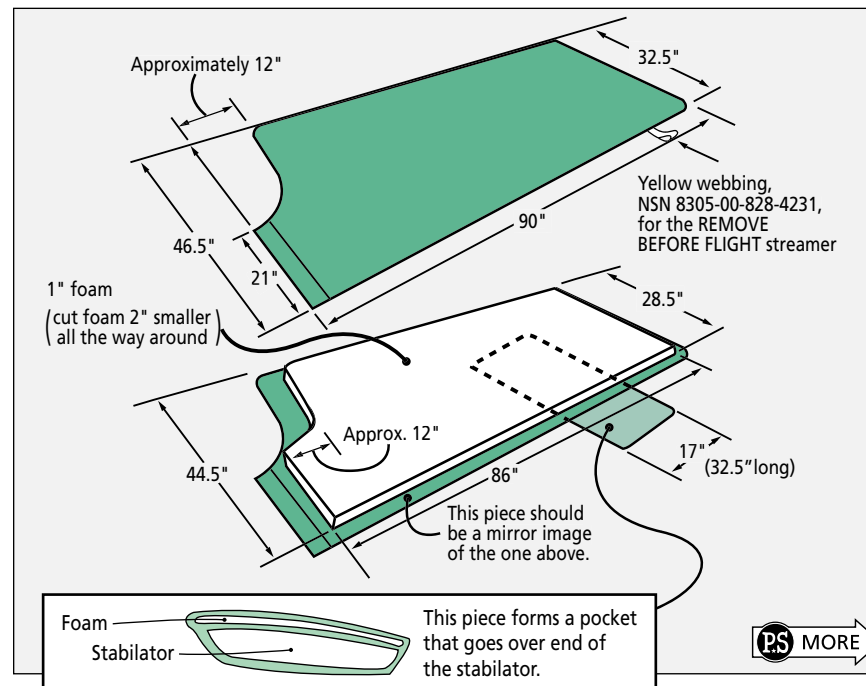 Approximately 12"
32.5"
46.5"
21"
90"
Yellow webbing,
NSN 8305-00-828-4231,
for the REMOVE
BEFORE FLIGHT streamer
1" foam
(cut foam 2" smaller
all the way around)
28.5"
44.5"
Approx. 12"
86"
17"
(32.5” long)
This piece should
be a mirror image
of the one above.
Foam
Stabilator
This piece forms a pocket
that goes over end of
the stabilator.
PS MORE